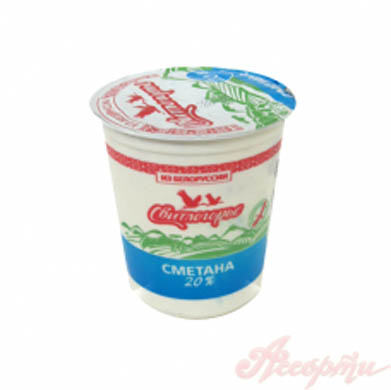 ИЗ БЕЛОРУССИИ
Свитлогорье
СМЕТАНА
20%
Ассорти